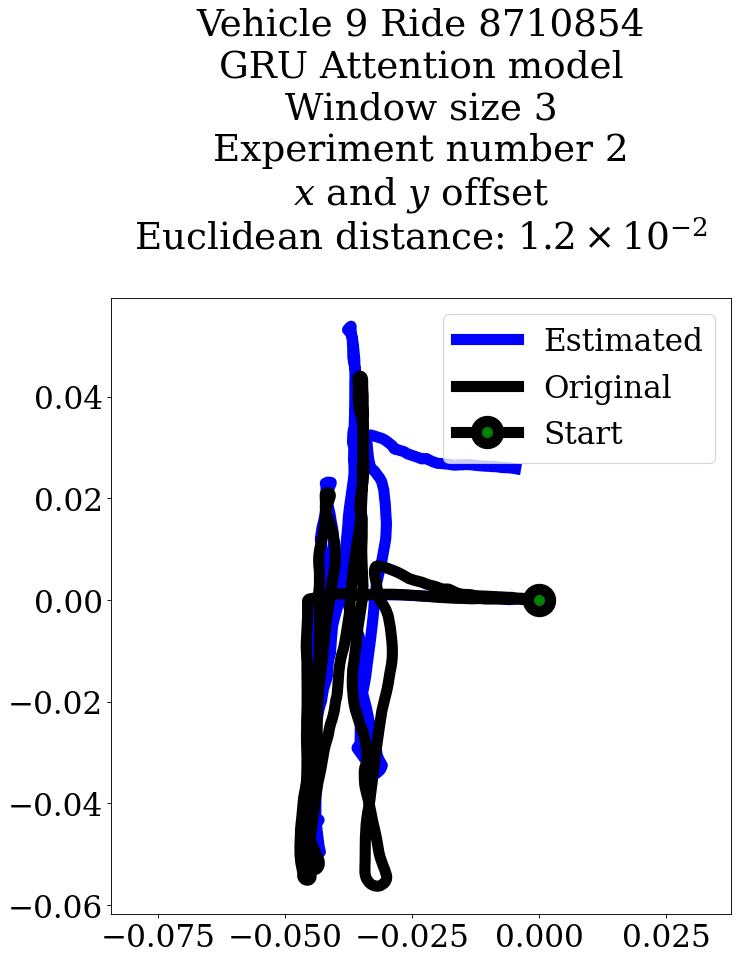 Vehicle 9 Ride 8710854
GRU Attention model
Window size 3
Experiment number 2
x and y offset
Euclidean distance: 1.2 × 10⁻²
Estimated
Original
Start
0.04
0.02
0.00
−0.02
−0.04
−0.06
−0.075 −0.050 −0.025 0.000 0.025